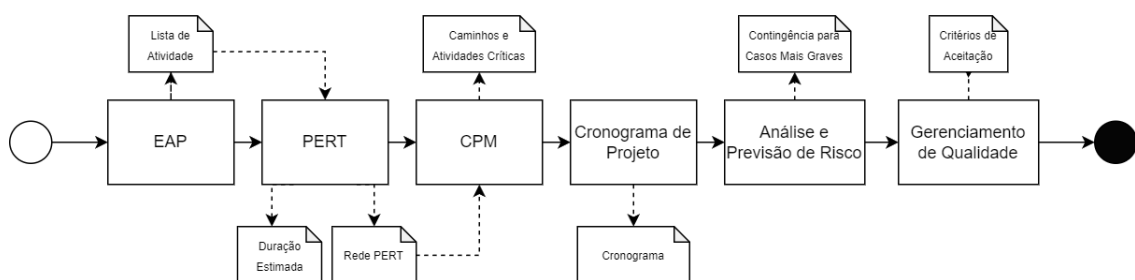 Lista de
Atividade
Caminhos e
Atividades Críticas
Contingência para
Casos Mais Graves
Critérios de
Aceitação
EAP
PERT
CPM
Cronograma de
Projeto
Análise e
Previsão de Risco
Gerenciamento
de Qualidade
Duração
Estimada
Rede PERT
Cronograma